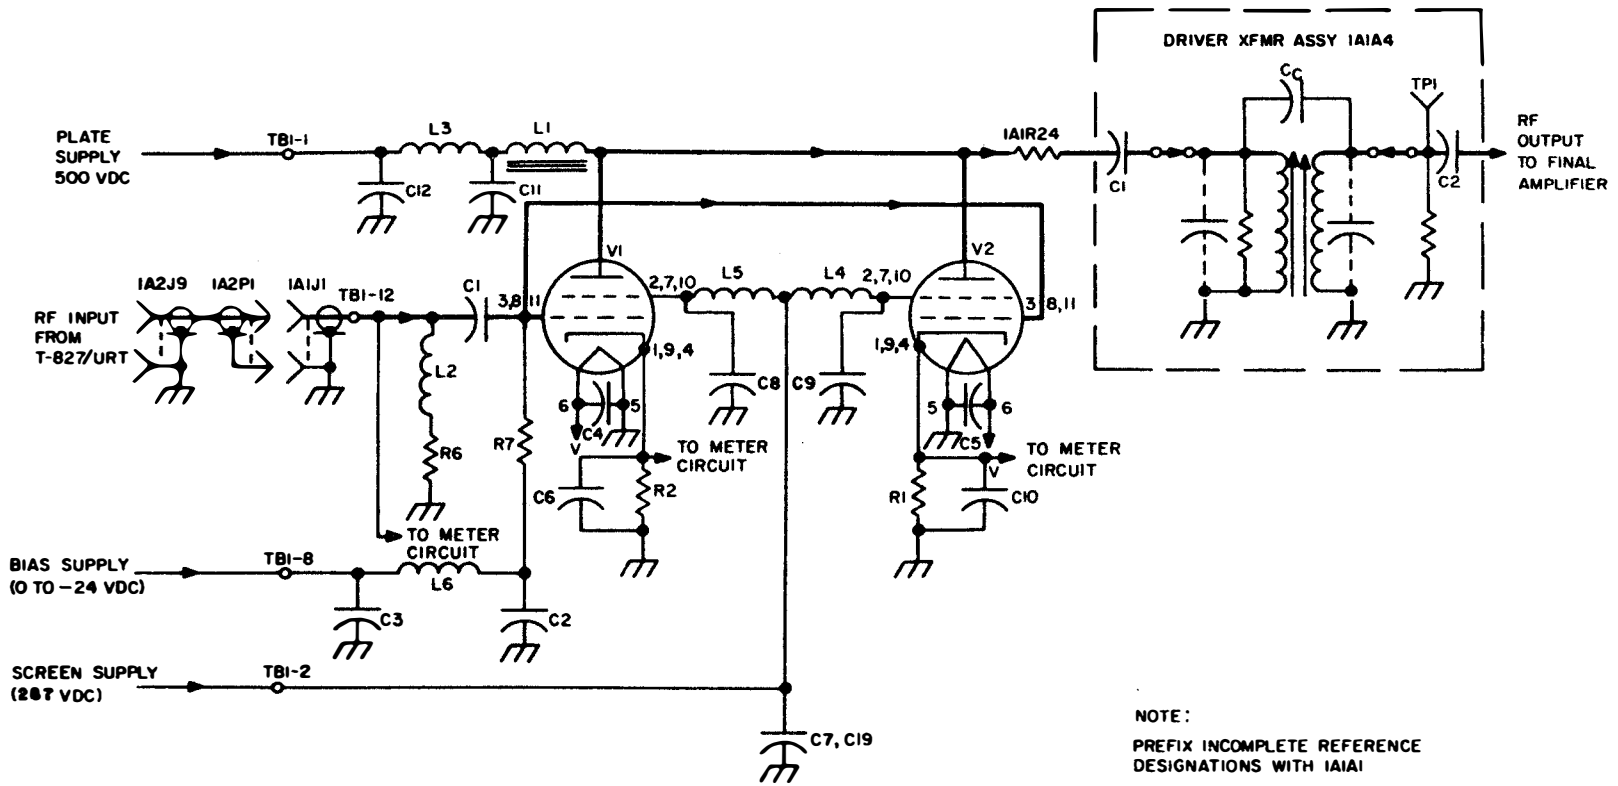 DRIVER XFMR ASSY 1A1A4
CC
TP1
PLATE
SUPPLY
500 VDC
TB1-1
L3
L1
1A1R24
C12
C11
C1
C2
RF
OUTPUT
TO FINAL
AMPLIFIER
V1
V2
1A2J9
1A2P1
1A1J1
TB1-12
C1
3,8,11
2,7,10
L5
L4
2,7,10
3
8,11
RF INPUT
FROM
T-827/URT
L2
1,9,4
1,9,4
C8
C9
6
5
C4
V
5
6
C5
V
R6
R7
TO METER
CIRCUIT
TO METER
CIRCUIT
C6
R2
R1
C10
TO METER
CIRCUIT
BIAS SUPPLY
(0 TO -24 VDC)
TB1-8
L6
C3
C2
SCREEN SUPPLY
(267 VDC)
TB1-2
C7, C19
NOTE:
PREFIX INCOMPLETE REFERENCE
DESIGNATIONS WITH 1A1A1